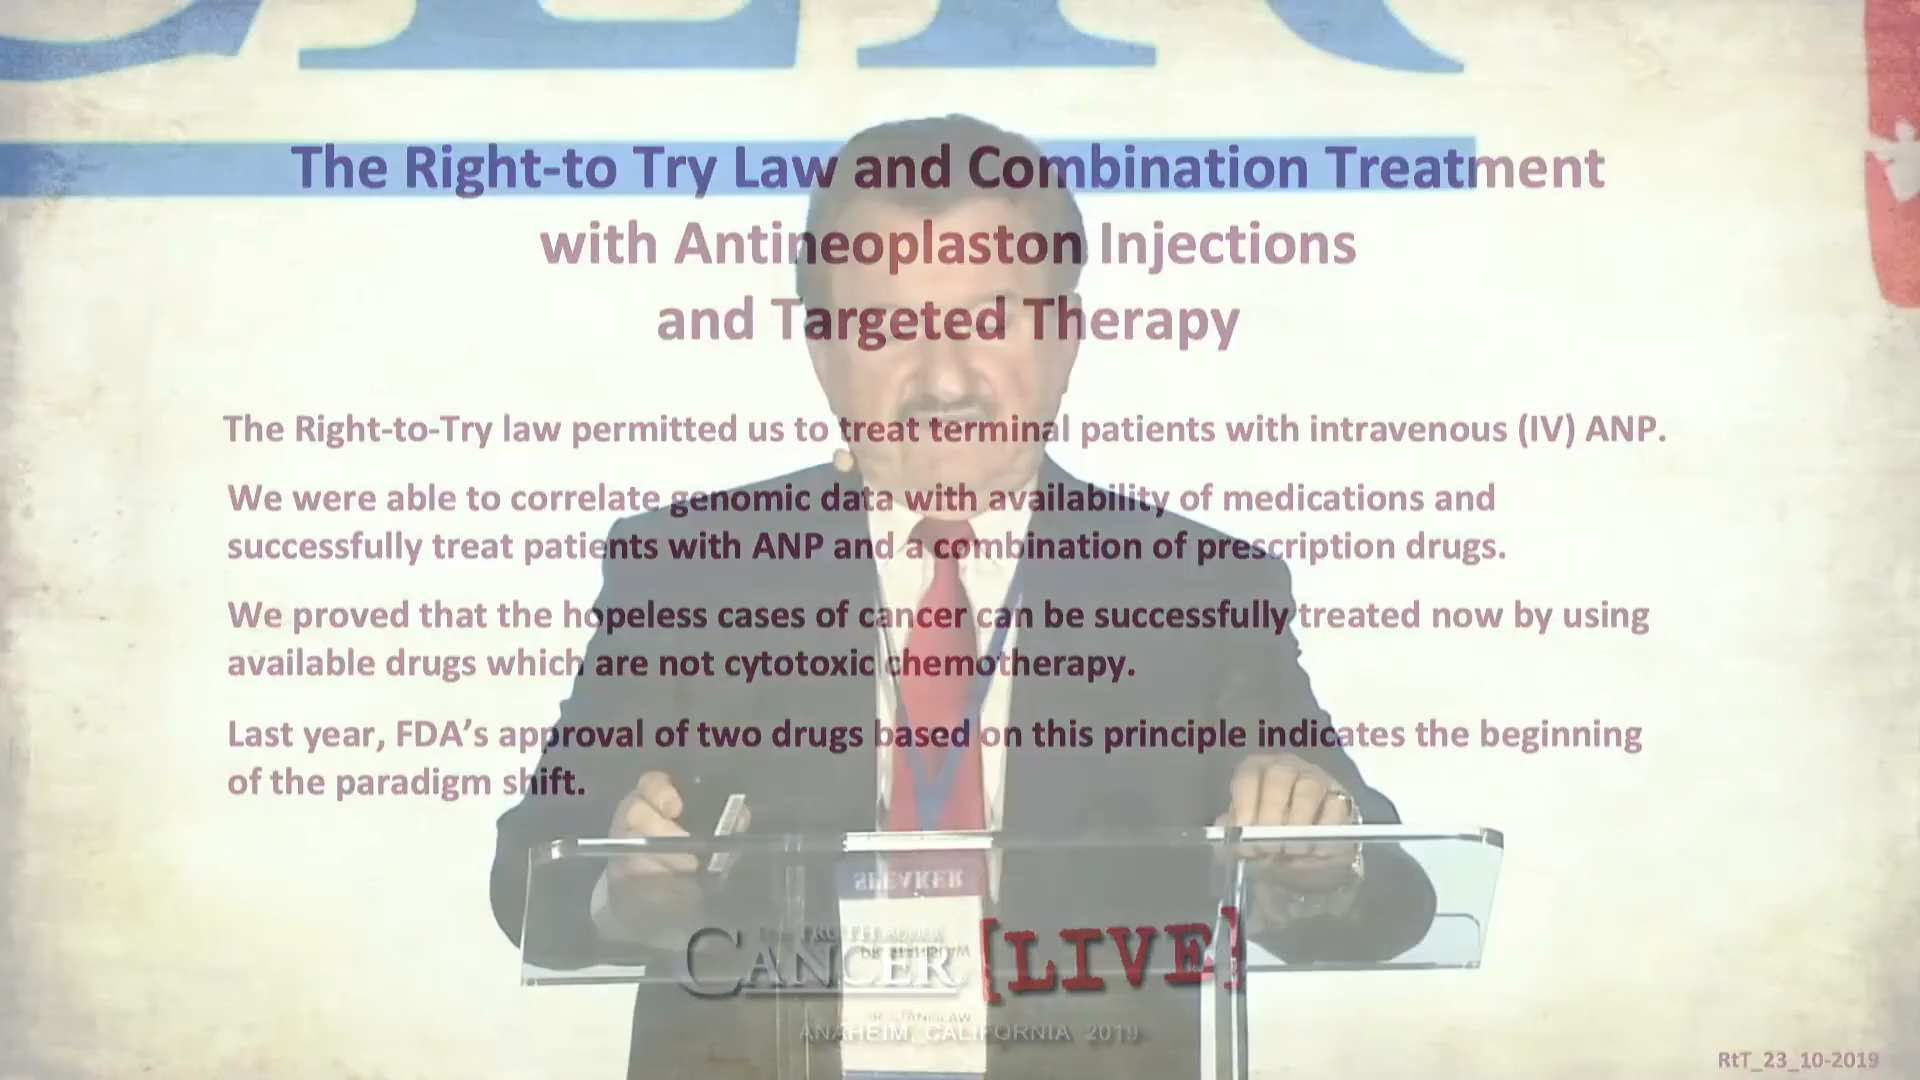 The Right-to Try Law and Combination Treatment
with Antineoplaston Injections
and Targeted Therapy
The Right-to-Try law permitted us to treat terminal patients with intravenous (IV) ANP.
We were able to correlate genomic data with availability of medications and
successfully treat patients with ANP and a combination of prescription drugs.
We proved that the hopeless cases of cancer can be successfully treated now by using
available drugs which are not cytotoxic chemotherapy.
Last year, FDA's approval of two drugs based on this principle indicates the beginning
of the paradigm shift.
SPEAKER
THE TRUTH ABOUT
CANCER [LIVE]
ANAHEIM, CALIFORNIA 2019
RtT_23_10-2019